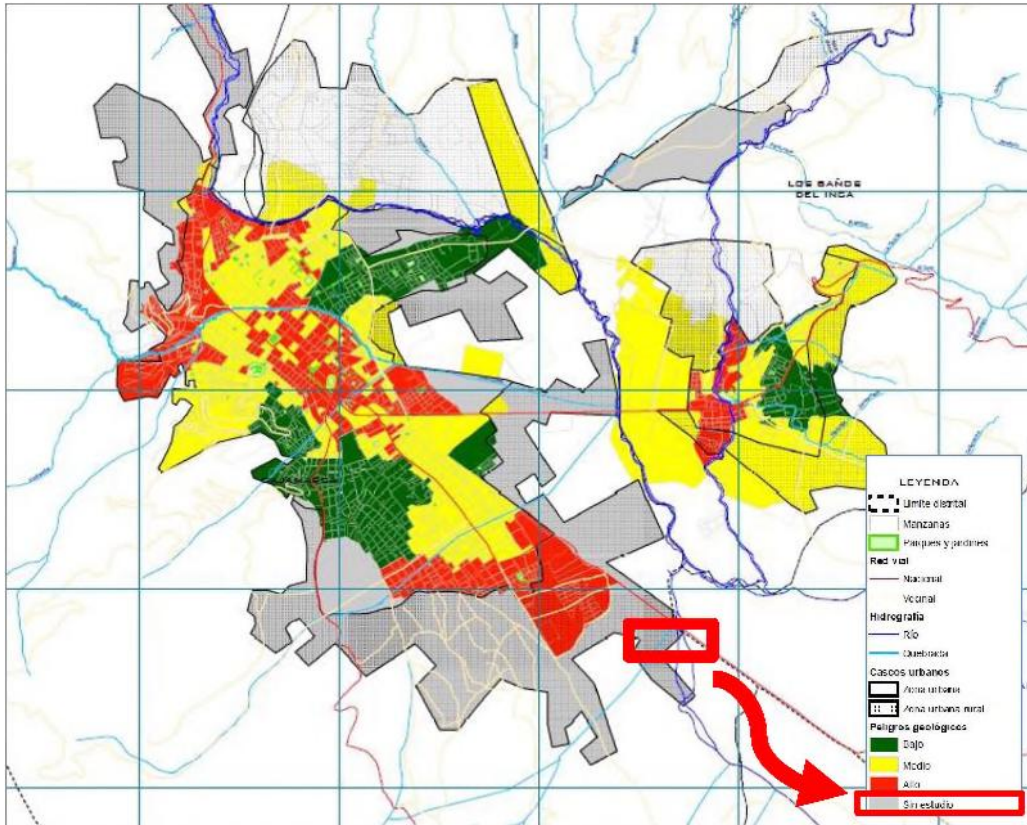 LOS BAÑOS
DEL INCA
LEYENDA
Limite distrital
Manzanas
Parques y jardines
Red vial
Nacional
Vecinal
Hidrografía
Río
Quebrada
Cascos urbanos
Zona urbana
Zona urbana rural
Peligros geológicos
Bajo
Medio
Alto
Sin estudio